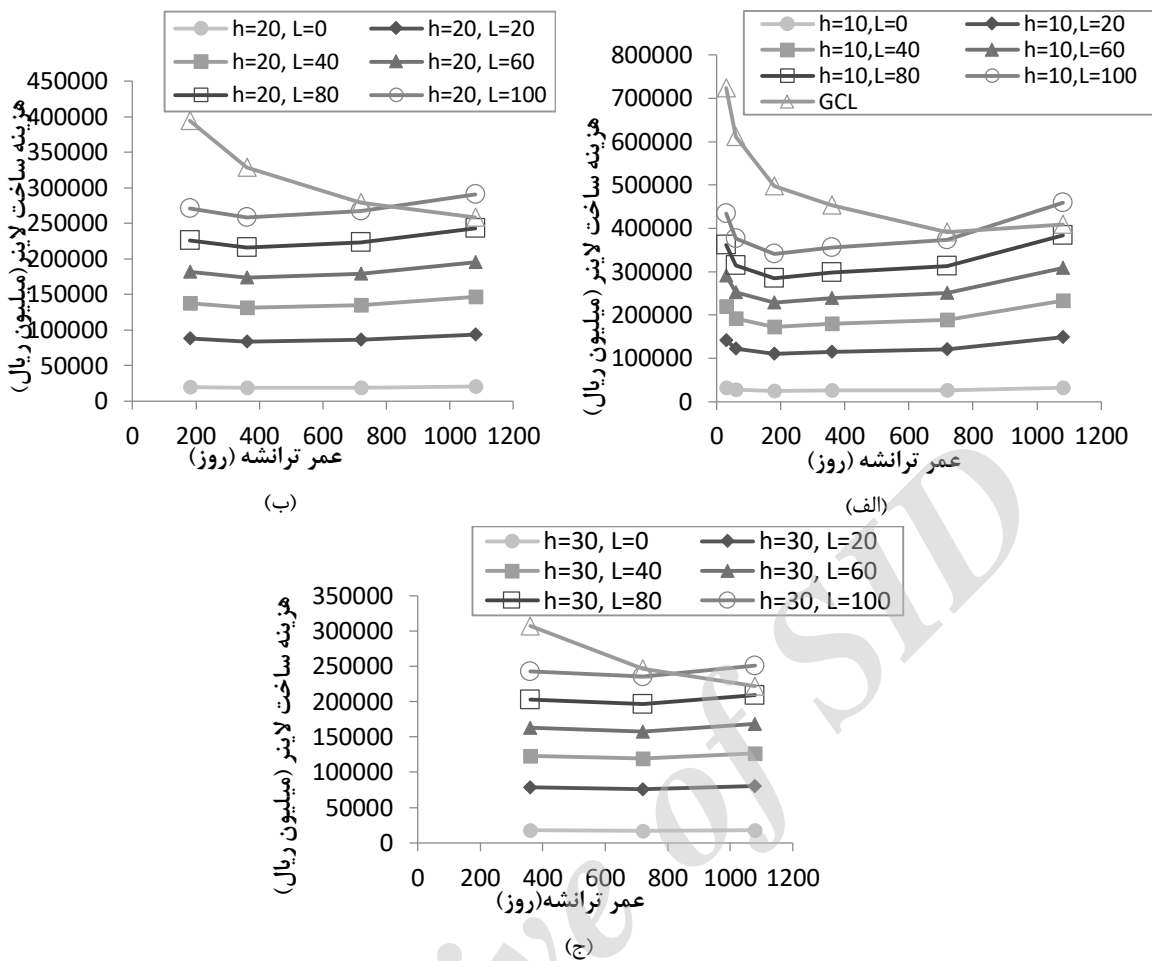 h=20, L=0 h=20, L=20
h=20, L=40 h=20, L=60
h=20, L=80 h=20, L=100
450000
400000
350000
300000
250000
200000
150000
100000
50000
0
هزینه ساخت لاینر (میلیون ریال)
0 200 400 600 800 1000 1200
عمر ترانشه (روز)
(ب)
h=10,L=0 h=10,L=20
h=10,L=40 h=10,L=60
h=10,L=80 h=10,L=100
GCL
800000
700000
600000
500000
400000
300000
200000
100000
0
هزینه ساخت لاینر (میلیون ریال)
0 200 400 600 800 1000 1200
عمر ترانشه (روز)
(الف)
h=30, L=0 h=30, L=20
h=30, L=40 h=30, L=60
h=30, L=80 h=30, L=100
350000
300000
250000
200000
150000
100000
50000
0
هزینه ساخت لاینر (میلیون ریال)
0 200 400 600 800 1000 1200
عمر ترانشه(روز)
(ج)
ive of SID